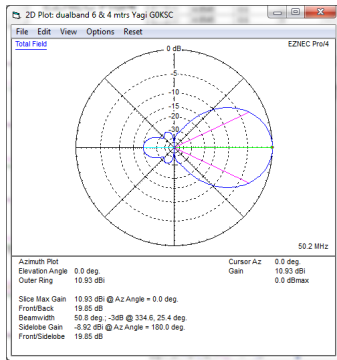 2D Plot: dualband 6 & 4 mtrs Yagi G0KSC
File Edit View Options Reset
Total Field
EZNEC Pro/4
0 dB
-5
-10
-15
-20
-30
50.2 MHz
Azimuth Plot
Elevation Angle 0.0 deg.
Outer Ring 10.93 dBi
Cursor Az 0.0 deg.
Gain 10.93 dBi
0.0 dBmax
Slice Max Gain 10.93 dBi @ Az Angle = 0.0 deg.
Front/Back 19.85 dB
Beamwidth 50.8 deg.; -3dB @ 334.6, 25.4 deg.
Sidelobe Gain -8.92 dBi @ Az Angle = 180.0 deg.
Front/Sidelobe 19.85 dB